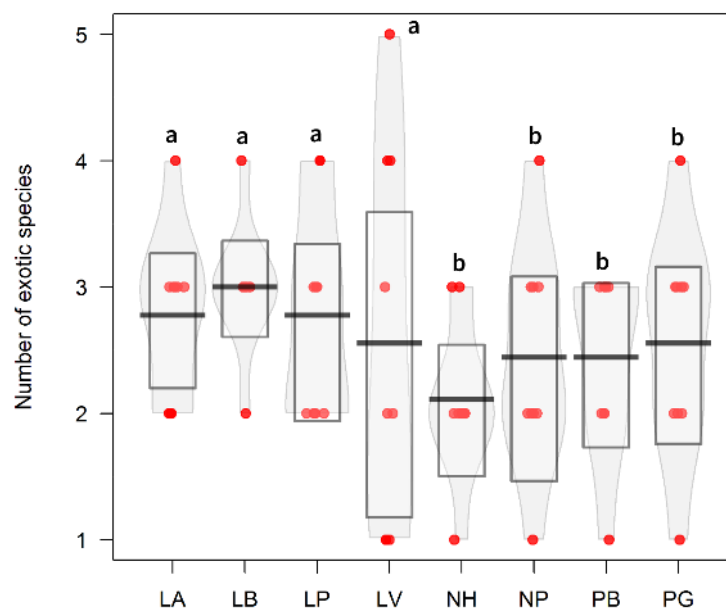 Number of exotic species
5
4
3
2
1
a
a
a
a
b
b
b
b
LA LB LP LV NH NP PB PG